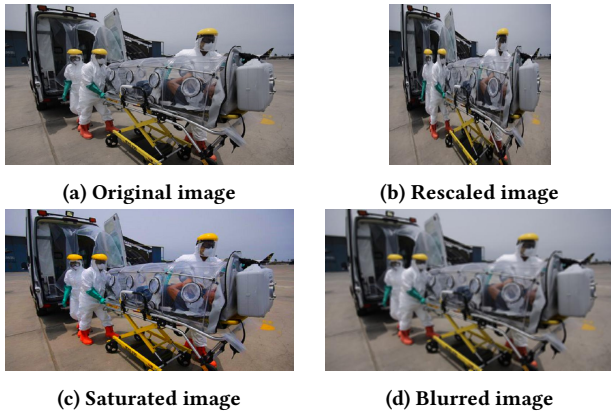 (a) Original image
(b) Rescaled image
(c) Saturated image
(d) Blurred image